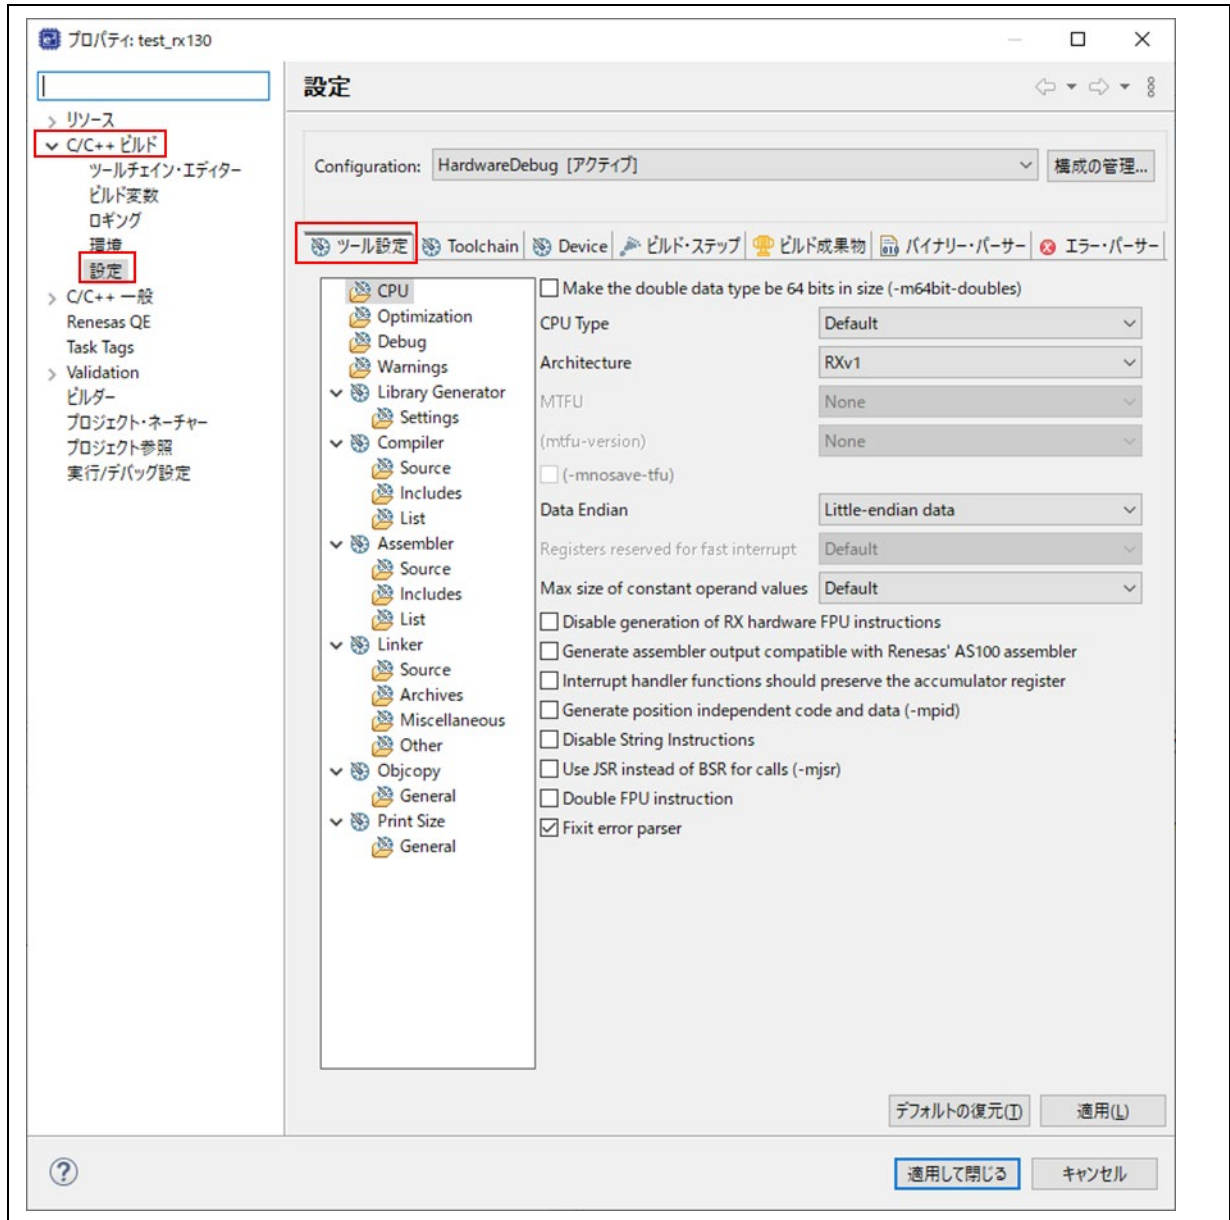 プロパティ: test_rx130
設定
リソース
C/C++ ビルド
ツールチェイン・エディター
ビルド変数
ロギング
環境
設定
C/C++ 一般
Renesas QE
Task Tags
Validation
ビルダー
プロジェクト・ネーチャー
プロジェクト参照
実行/デバッグ設定
Configuration: HardwareDebug [アクティブ] 構成の管理...
ツール設定 Toolchain Device ビルド・ステップ ビルド成果物 バイナリー・パーサー エラー・パーサー
CPU
Optimization
Debug
Warnings
Library Generator
Settings
Compiler
Source
Includes
List
Assembler
Source
Includes
List
Linker
Source
Archives
Miscellaneous
Other
Objcopy
General
Print Size
General
Make the double data type be 64 bits in size (-m64bit-doubles)
CPU Type Default
Architecture RXv1
MTFU None
(mtfu-version) None
(-mnosave-tfu)
Data Endian Little-endian data
Registers reserved for fast interrupt Default
Max size of constant operand values Default
Disable generation of RX hardware FPU instructions
Generate assembler output compatible with Renesas' AS100 assembler
Interrupt handler functions should preserve the accumulator register
Generate position independent code and data (-mpid)
Disable String Instructions
Use JSR instead of BSR for calls (-mjsr)
Double FPU instruction
Fixit error parser
デフォルトの復元(T) 適用(L)
適用して閉じる キャンセル